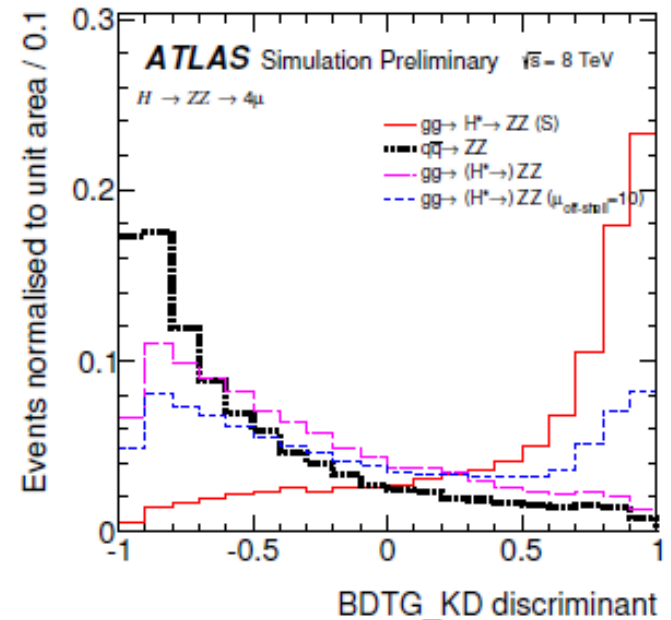 Events normalised to unit area / 0.1
0.3
0.2
0.1
0
ATLAS Simulation Preliminary √s = 8 TeV
H → ZZ → 4μ
gg→ H*→ ZZ (S)
qq̄→ ZZ
gg→ (H*→) ZZ
gg→ (H*→) ZZ (μoff-shell=10)
-1 -0.5 0 0.5 1
BDTG_KD discriminant